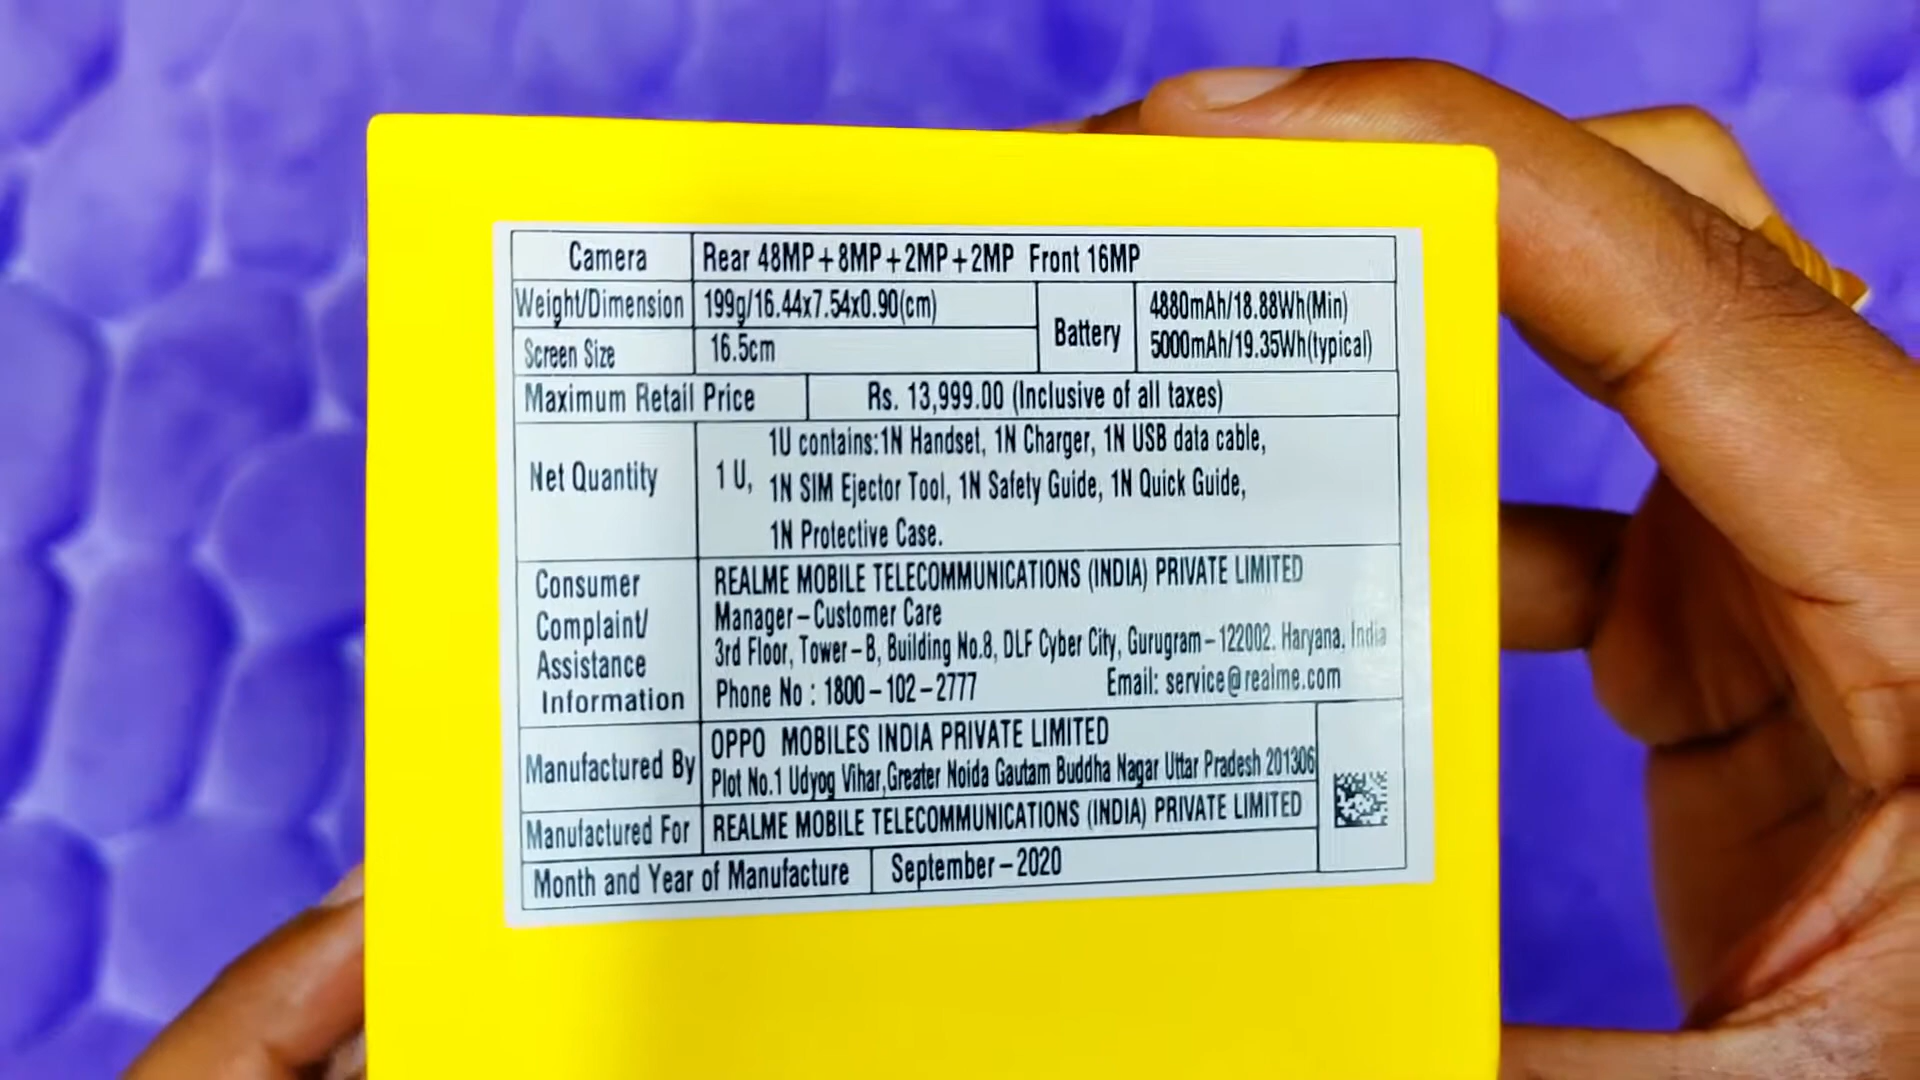 Camera Rear 48MP+8MP+2MP+2MP Front 16MP
Weight/Dimension 199g/16.44x7.54x0.90(cm)
Screen Size 16.5cm
Battery 4880mAh/18.88Wh(Min)
5000mAh/19.35Wh(typical)
Maximum Retail Price Rs. 13,999.00 (Inclusive of all taxes)
Net Quantity 1 U, 1U contains:1N Handset, 1N Charger, 1N USB data cable,
1N SIM Ejector Tool, 1N Safety Guide, 1N Quick Guide,
1N Protective Case.
Consumer
Complaint/
Assistance
Information
REALME MOBILE TELECOMMUNICATIONS (INDIA) PRIVATE LIMITED
Manager–Customer Care
3rd Floor, Tower–B, Building No.8, DLF Cyber City, Gurugram–122002. Haryana. India
Phone No : 1800–102–2777 Email: service@realme.com
Manufactured By OPPO MOBILES INDIA PRIVATE LIMITED
Plot No.1 Udyog Vihar,Greater Noida Gautam Buddha Nagar Uttar Pradesh 201306
Manufactured For REALME MOBILE TELECOMMUNICATIONS (INDIA) PRIVATE LIMITED
Month and Year of Manufacture September–2020